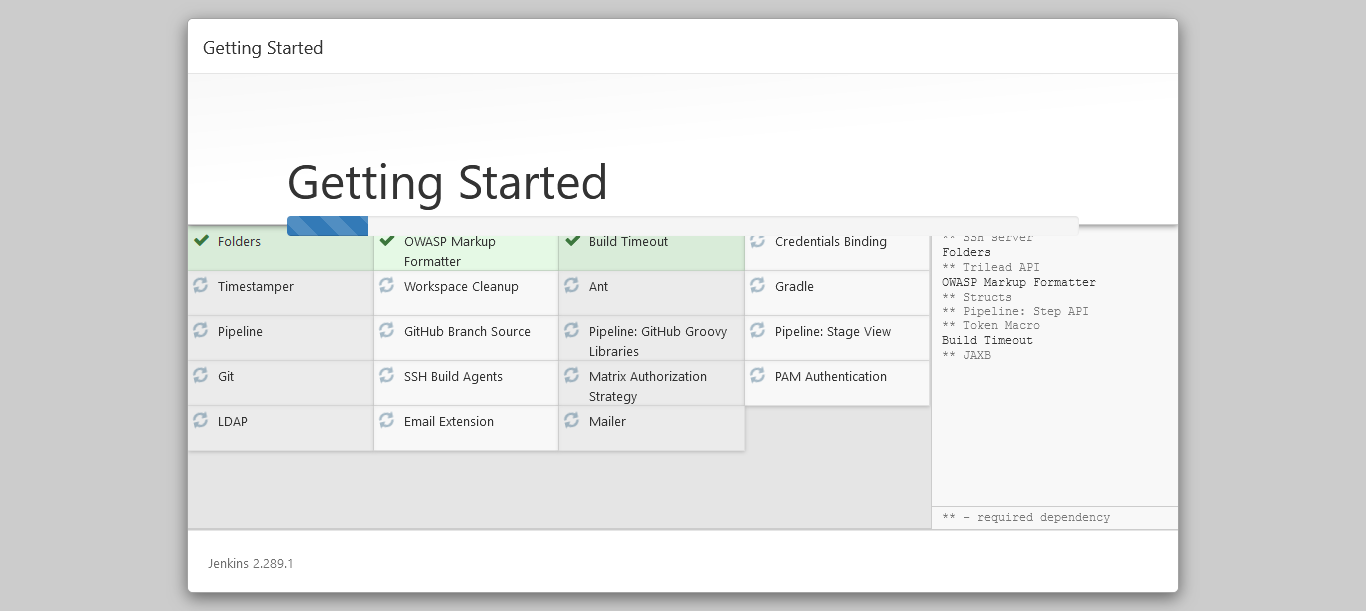 Getting Started
Getting Started
Folders
OWASP Markup
Formatter
Build Timeout
Credentials Binding
Timestamper
Workspace Cleanup
Ant
Gradle
Pipeline
GitHub Branch Source
Pipeline: GitHub Groovy
Libraries
Pipeline: Stage View
Git
SSH Build Agents
Matrix Authorization
Strategy
PAM Authentication
LDAP
Email Extension
Mailer
** SSH server
Folders
** Trilead API
OWASP Markup Formatter
** Structs
** Pipeline: Step API
** Token Macro
Build Timeout
** JAXB
** - required dependency
Jenkins 2.289.1